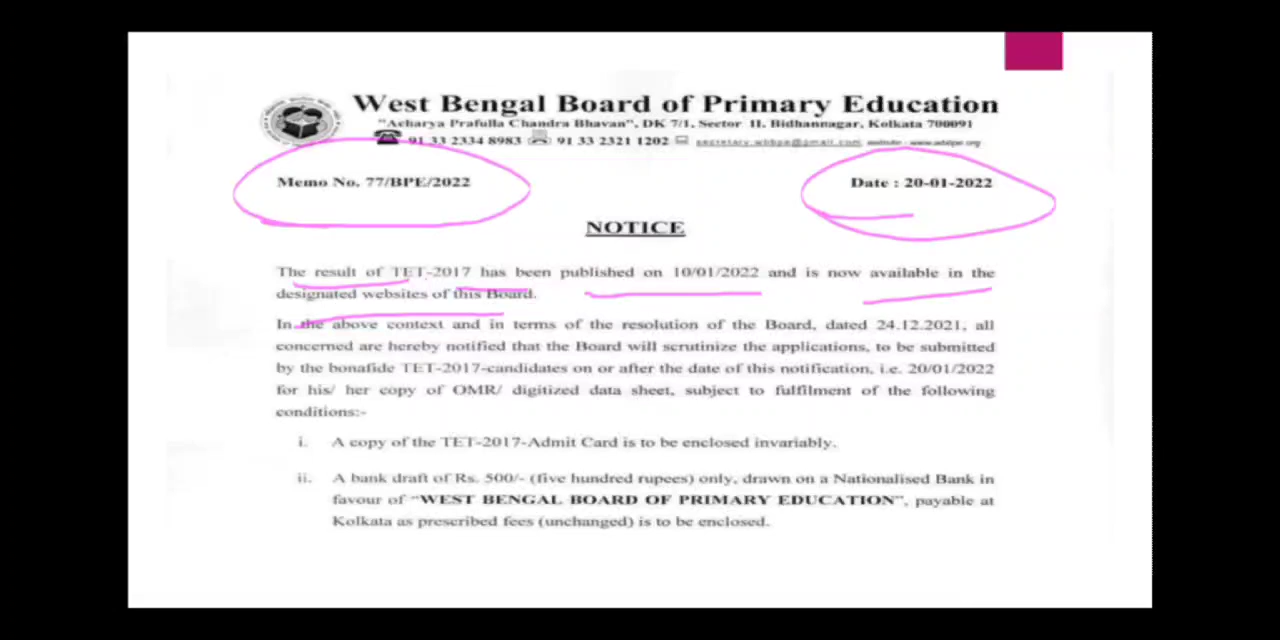 West Bengal Board of Primary Education
"Acharya Prafulla Chandra Bhavan", DK 7/1, Sector II, Bidhannagar, Kolkata 700091
91 33 2334 8983 91 33 2321 1202 secretary.wbbpe@gmail.com, website - www.wbbpe.org
Memo No. 77/BPE/2022 Date : 20-01-2022
NOTICE
The result of TET-2017 has been published on 10/01/2022 and is now available in the
designated websites of this Board.
In the above context and in terms of the resolution of the Board, dated 24.12.2021, all
concerned are hereby notified that the Board will scrutinize the applications, to be submitted
by the bonafide TET-2017-candidates on or after the date of this notification, i.e. 20/01/2022
for his/ her copy of OMR/ digitized data sheet, subject to fulfilment of the following
conditions:-
i. A copy of the TET-2017-Admit Card is to be enclosed invariably.
ii. A bank draft of Rs. 500/- (five hundred rupees) only, drawn on a Nationalised Bank in
favour of "WEST BENGAL BOARD OF PRIMARY EDUCATION", payable at
Kolkata as prescribed fees (unchanged) is to be enclosed.